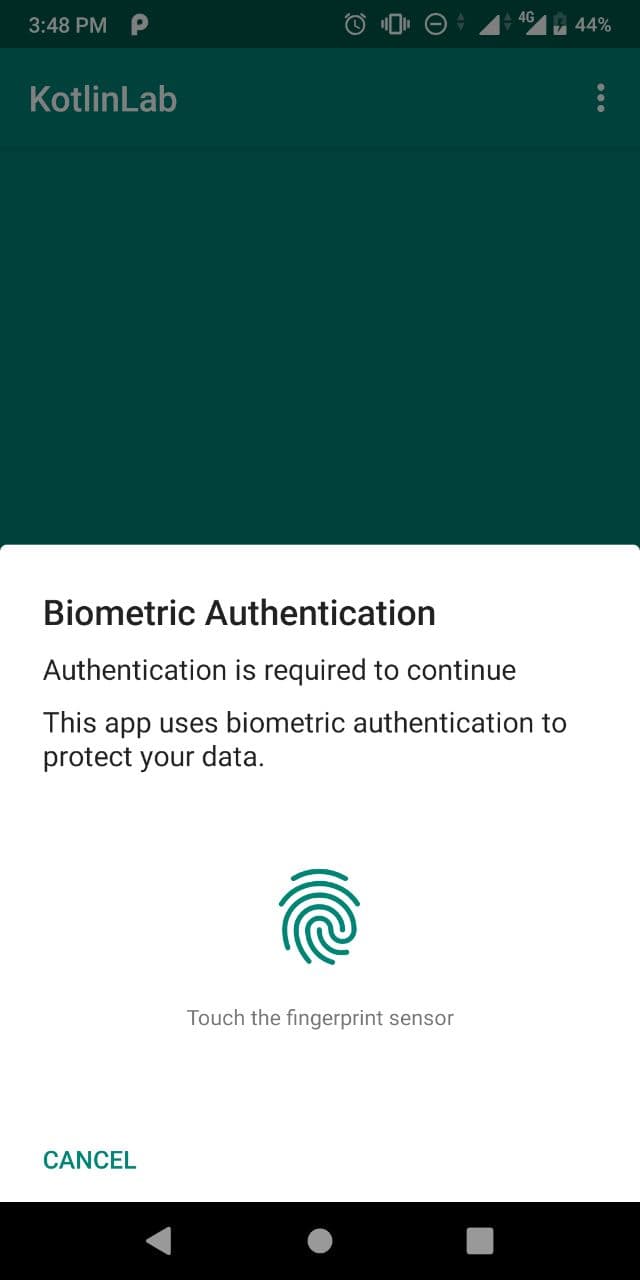 3:48 PM
4G
44%
KotlinLab
Biometric Authentication
Authentication is required to continue
This app uses biometric authentication to
protect your data.
Touch the fingerprint sensor
CANCEL